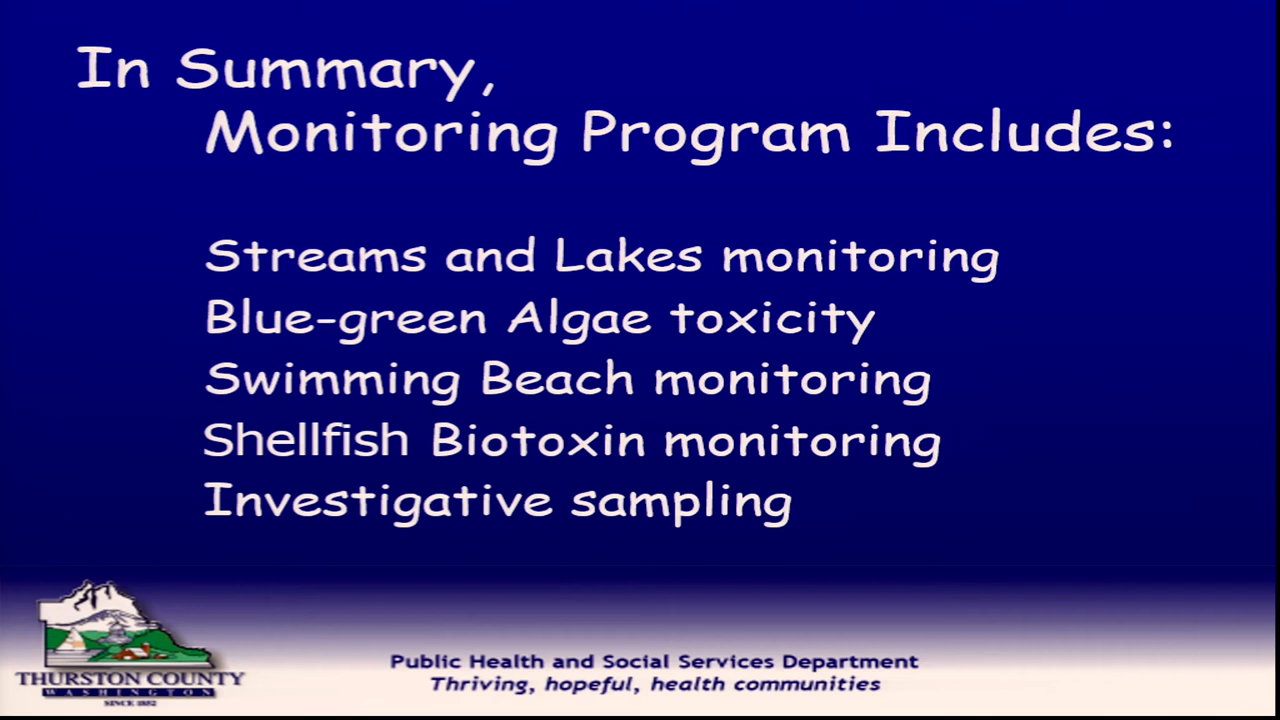 In Summary,
Monitoring Program Includes:
Streams and Lakes monitoring
Blue-green Algae toxicity
Swimming Beach monitoring
Shellfish Biotoxin monitoring
Investigative sampling
Public Health and Social Services Department
Thriving, hopeful, health communities
THURSTON COUNTY
WASHINGTON
SINCE 1852